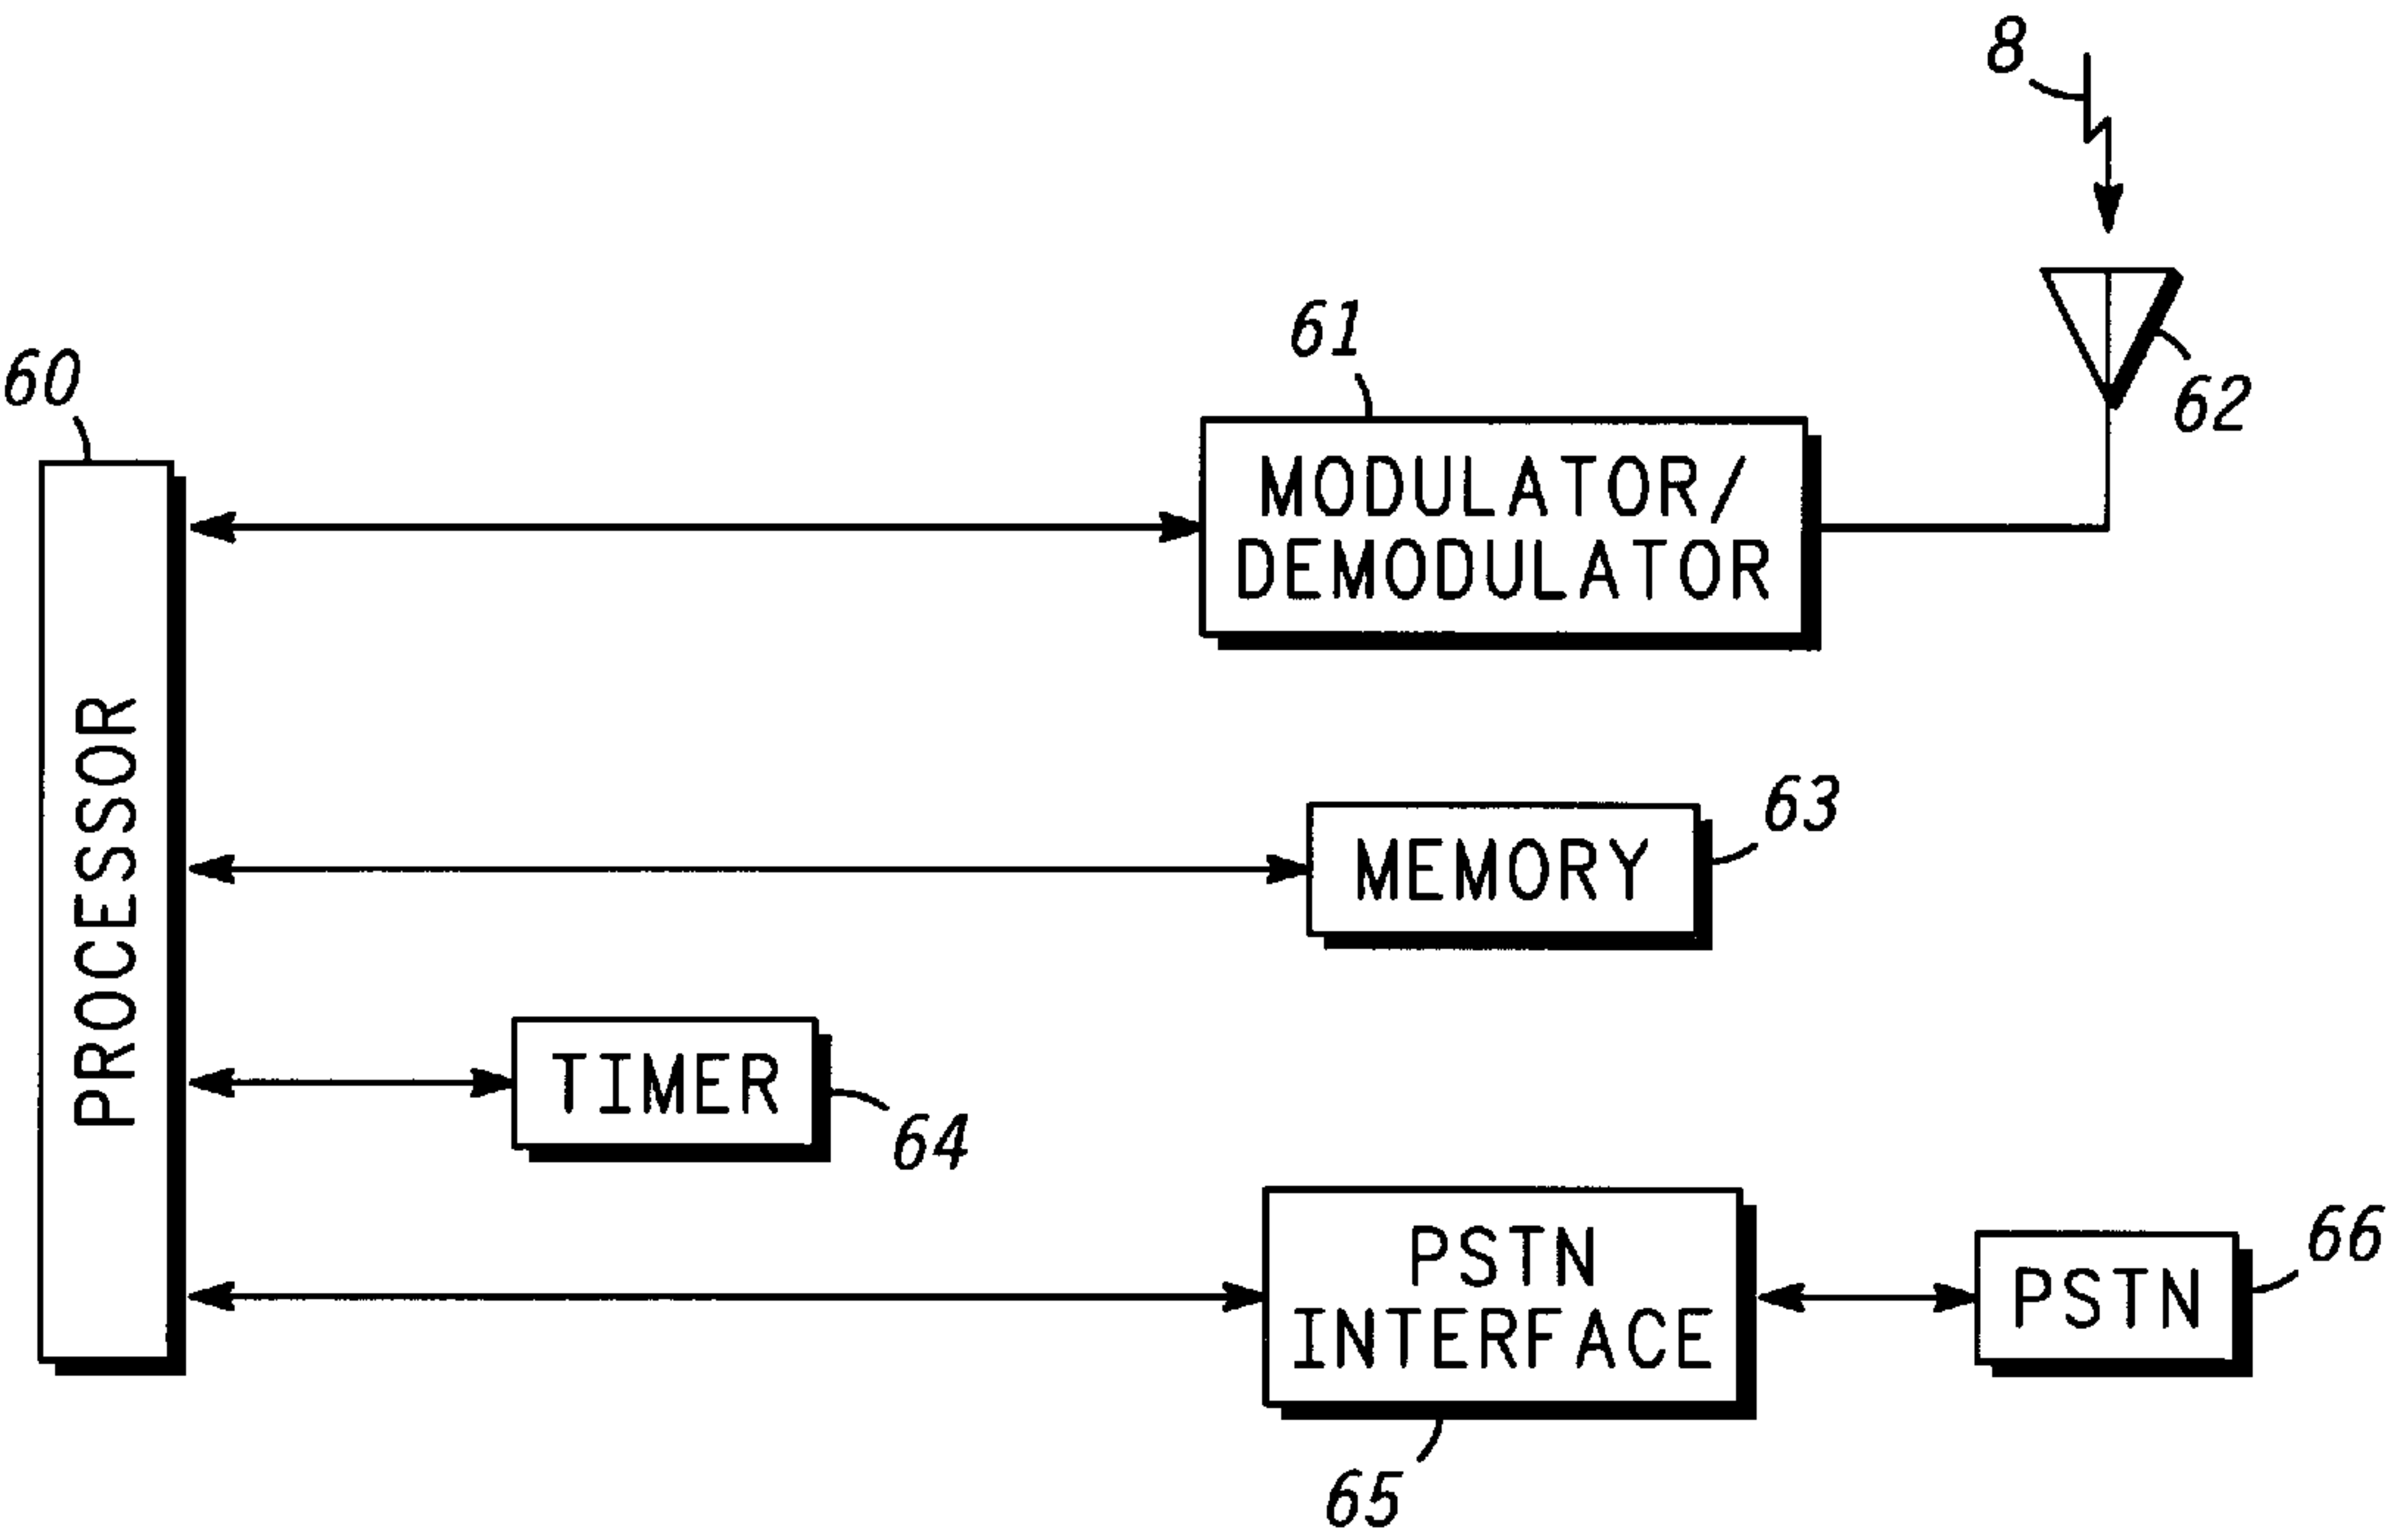 8
61
62
60
MODULATOR/
DEMODULATOR
PROCESSOR
63
MEMORY
TIMER
64
PSTN
INTERFACE
65
66
PSTN